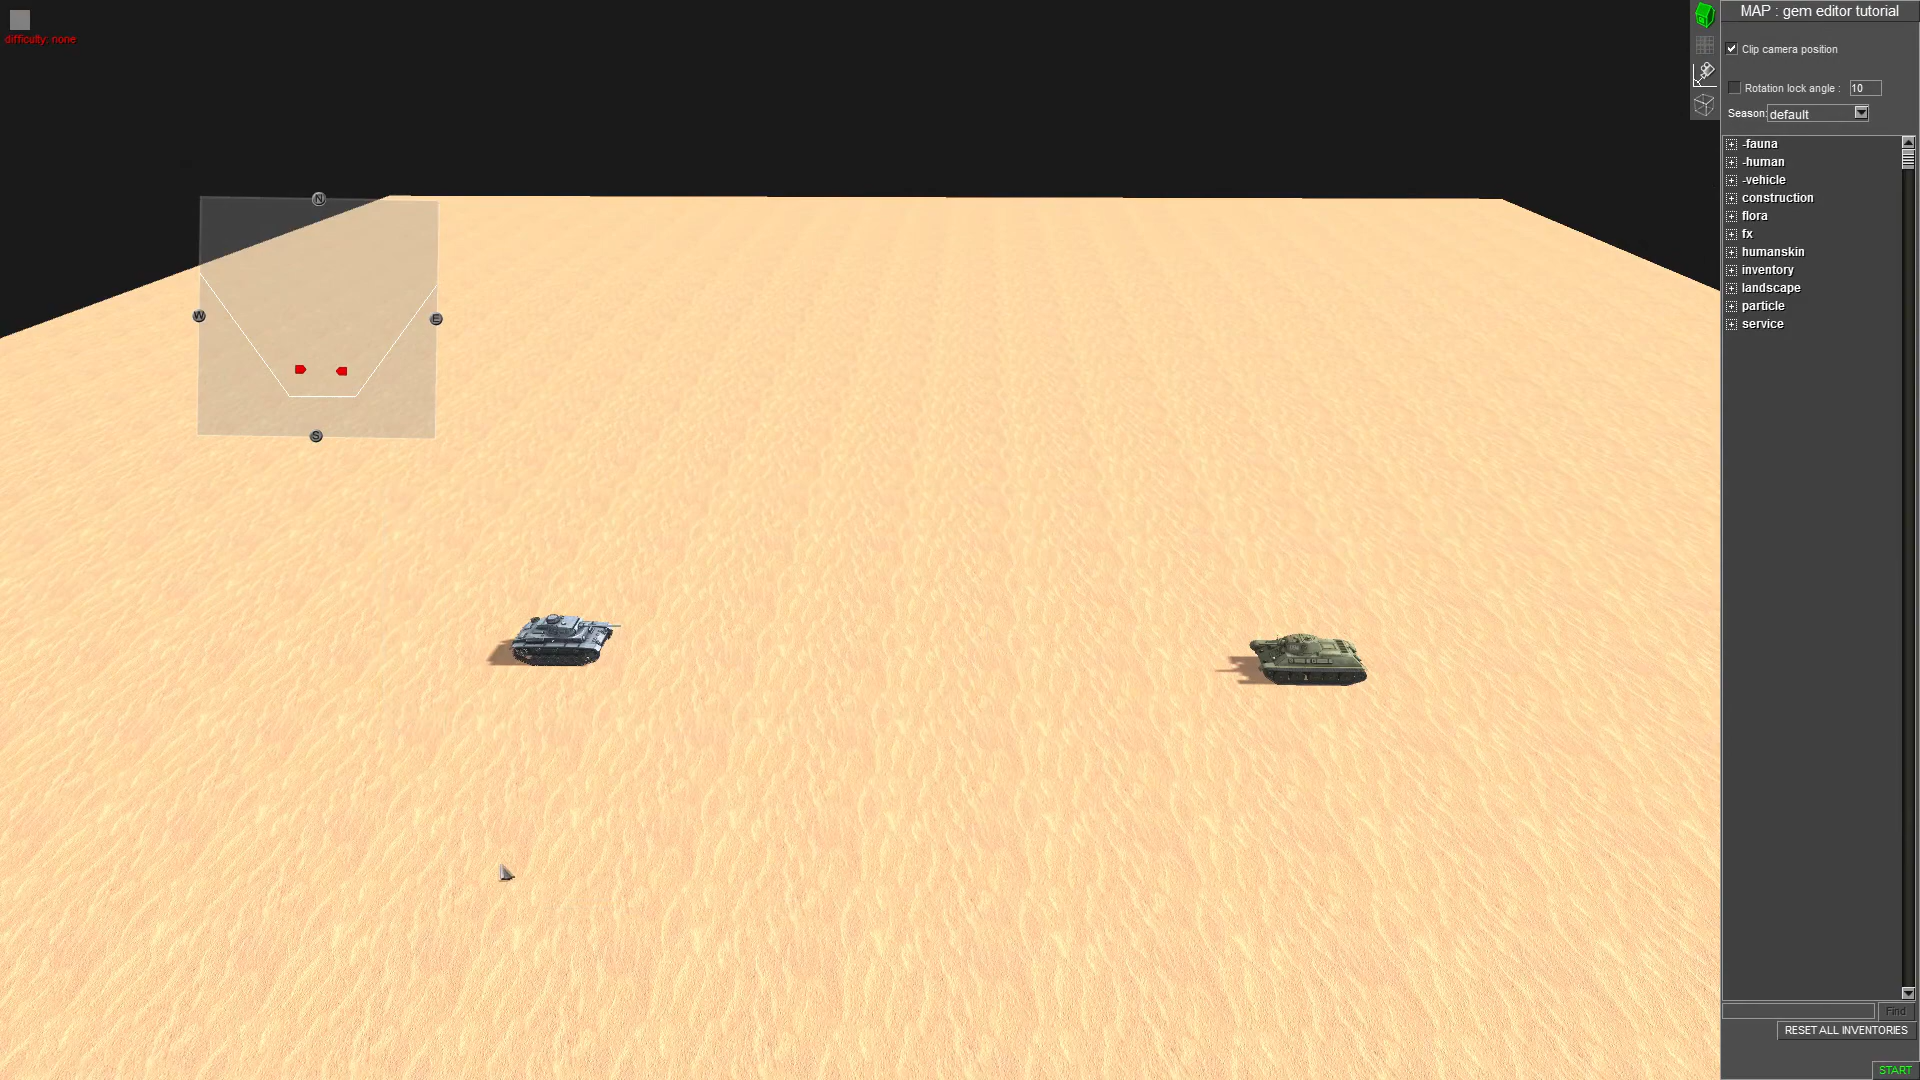 difficulty: none
N
W
E
S
MAP : gem editor tutorial
Clip camera position
Rotation lock angle : 10
Season: default
-fauna
-human
-vehicle
construction
flora
fx
humanskin
inventory
landscape
particle
service
Find
RESET ALL INVENTORIES
START